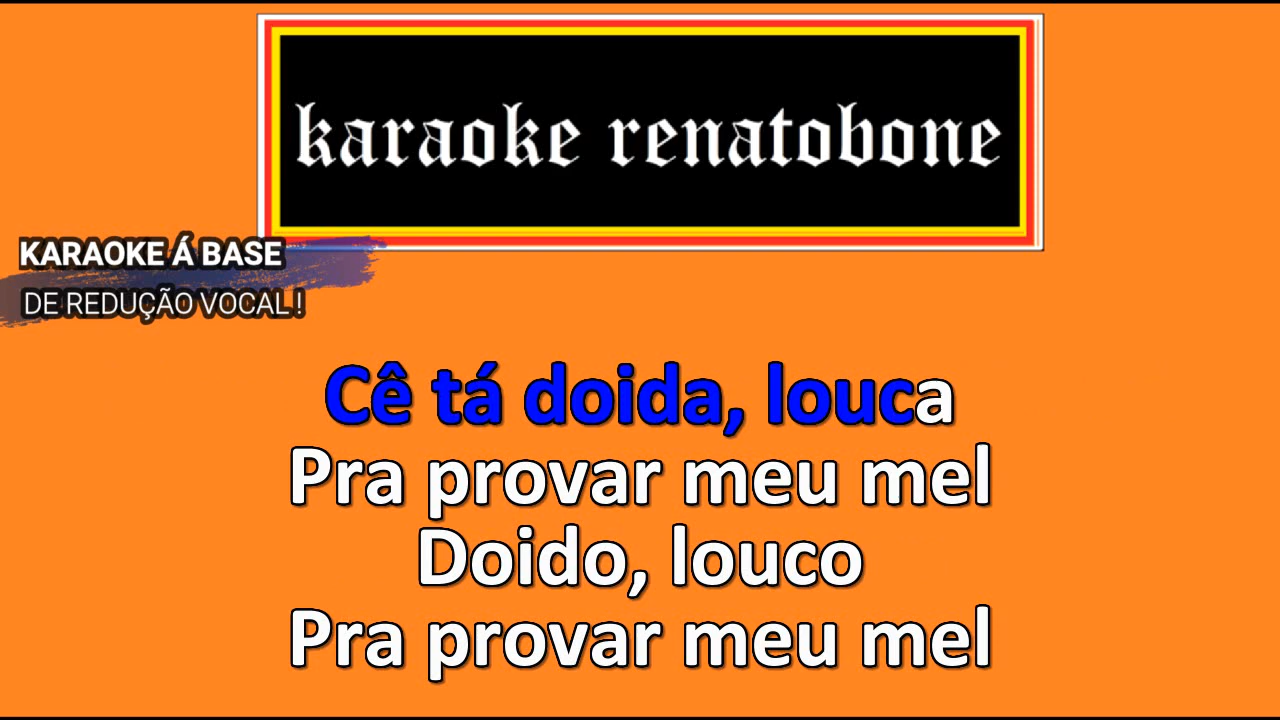 karaoke renatobone
KARAOKE Á BASE
DE REDUÇÃO VOCAL !
Cê tá doida, louca
Pra provar meu mel
Doido, louco
Pra provar meu mel